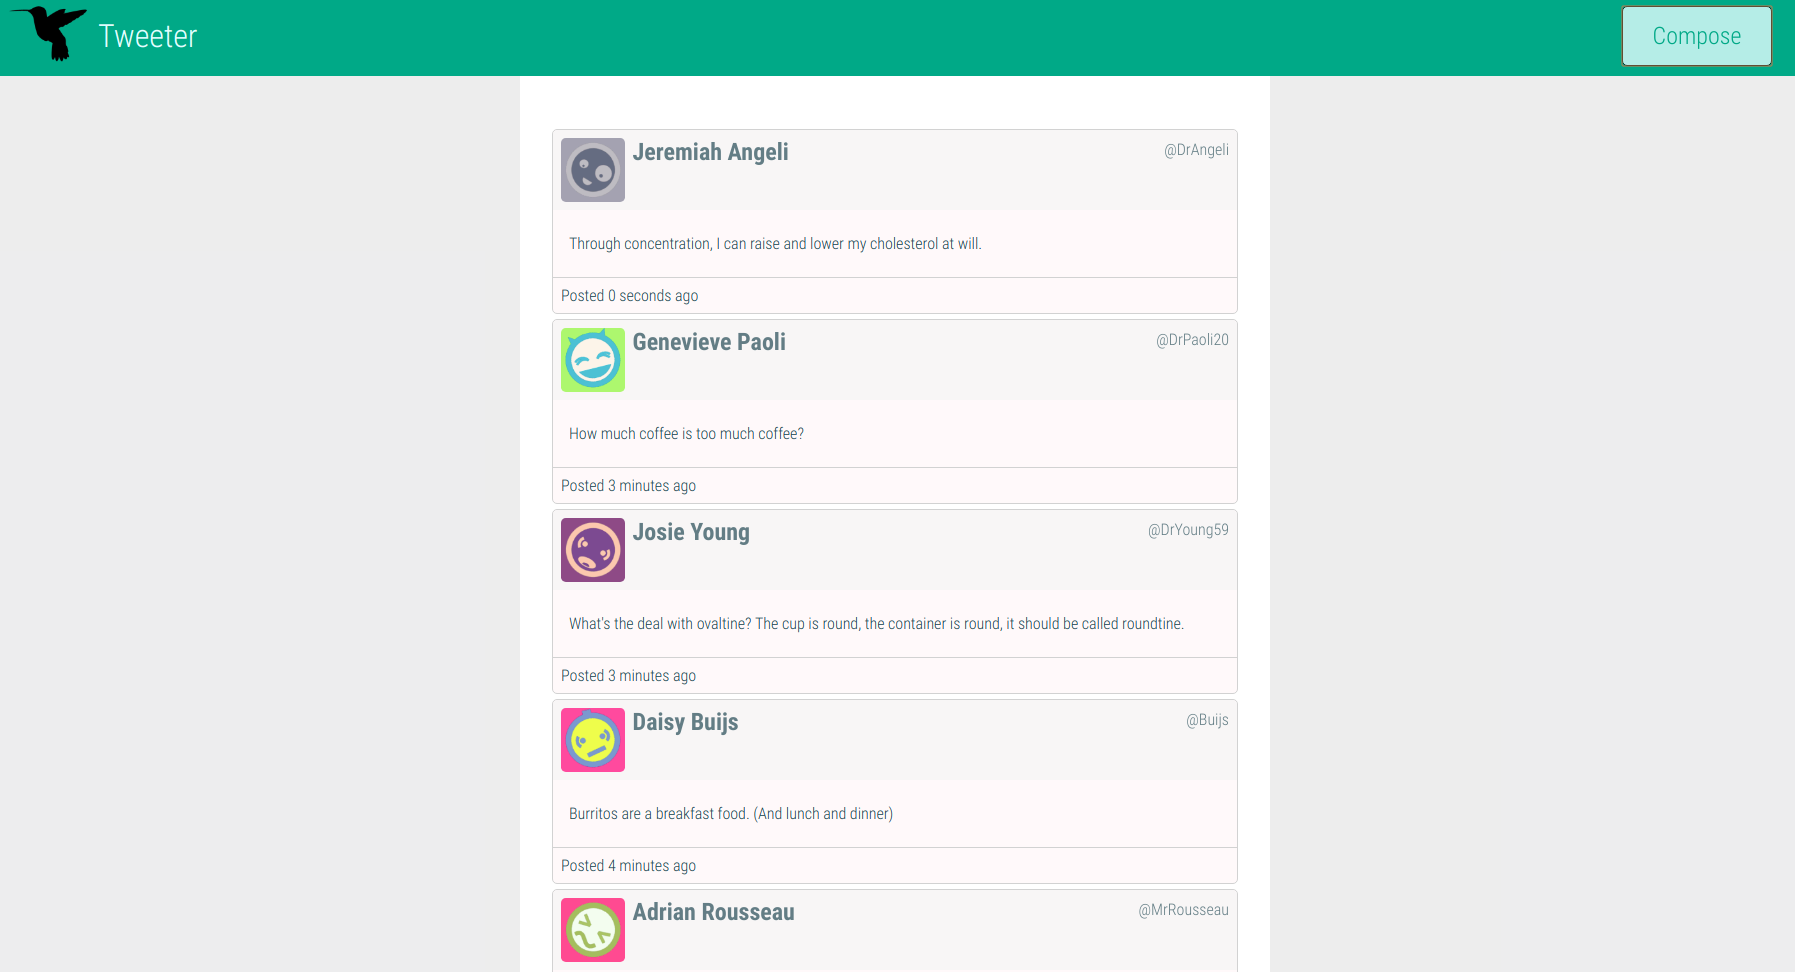 Tweeter
Compose
Jeremiah Angeli
@DrAngeli
Through concentration, I can raise and lower my cholesterol at will.
Posted 0 seconds ago
Genevieve Paoli
@DrPaoli20
How much coffee is too much coffee?
Posted 3 minutes ago
Josie Young
@DrYoung59
What's the deal with ovaltine? The cup is round, the container is round, it should be called roundtine.
Posted 3 minutes ago
Daisy Buijs
@Buijs
Burritos are a breakfast food. (And lunch and dinner)
Posted 4 minutes ago
Adrian Rousseau
@MrRousseau